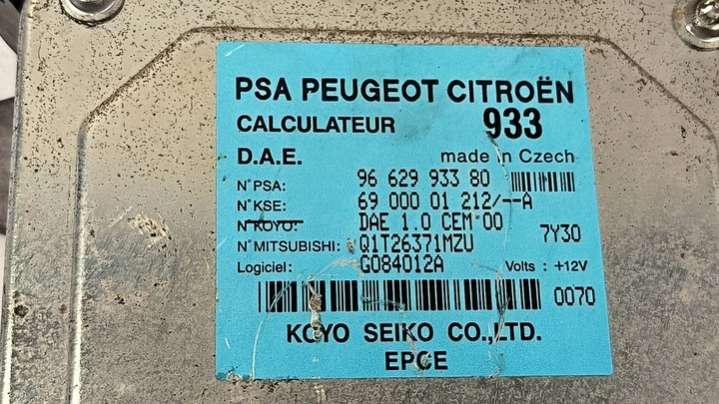 PSA PEUGEOT CITROËN
CALCULATEUR 933
D.A.E. made in Czech
N°PSA: 96 629 933 80
N°KSE: 69 000 01 212/--A
N°KOYO: DAE 1.0 CEM*00 7Y30
N°MITSUBISHI: Q1T26371MZU
Logiciel: G084012A Volts : +12V
0070
KOYO SEIKO CO.,LTD.
EPCE